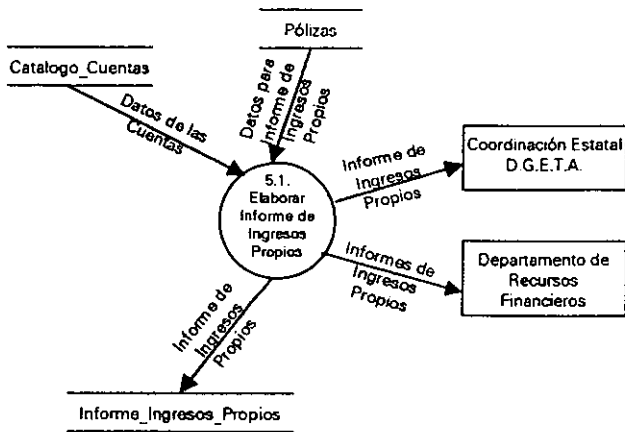 Pólizas
Catalogo_Cuentas
Datos para
Informe de
Ingresos
Propios
Datos de las
Cuentas
5.1.
Elaborar
Informe de
Ingresos
Propios
Informe de
Ingresos
Propios
Coordinación Estatal
D.G.E.T.A.
Informes de
Ingresos
Propios
Departamento de
Recursos
Financieros
Informe de
Ingresos
Propios
Informe_Ingresos_Propios